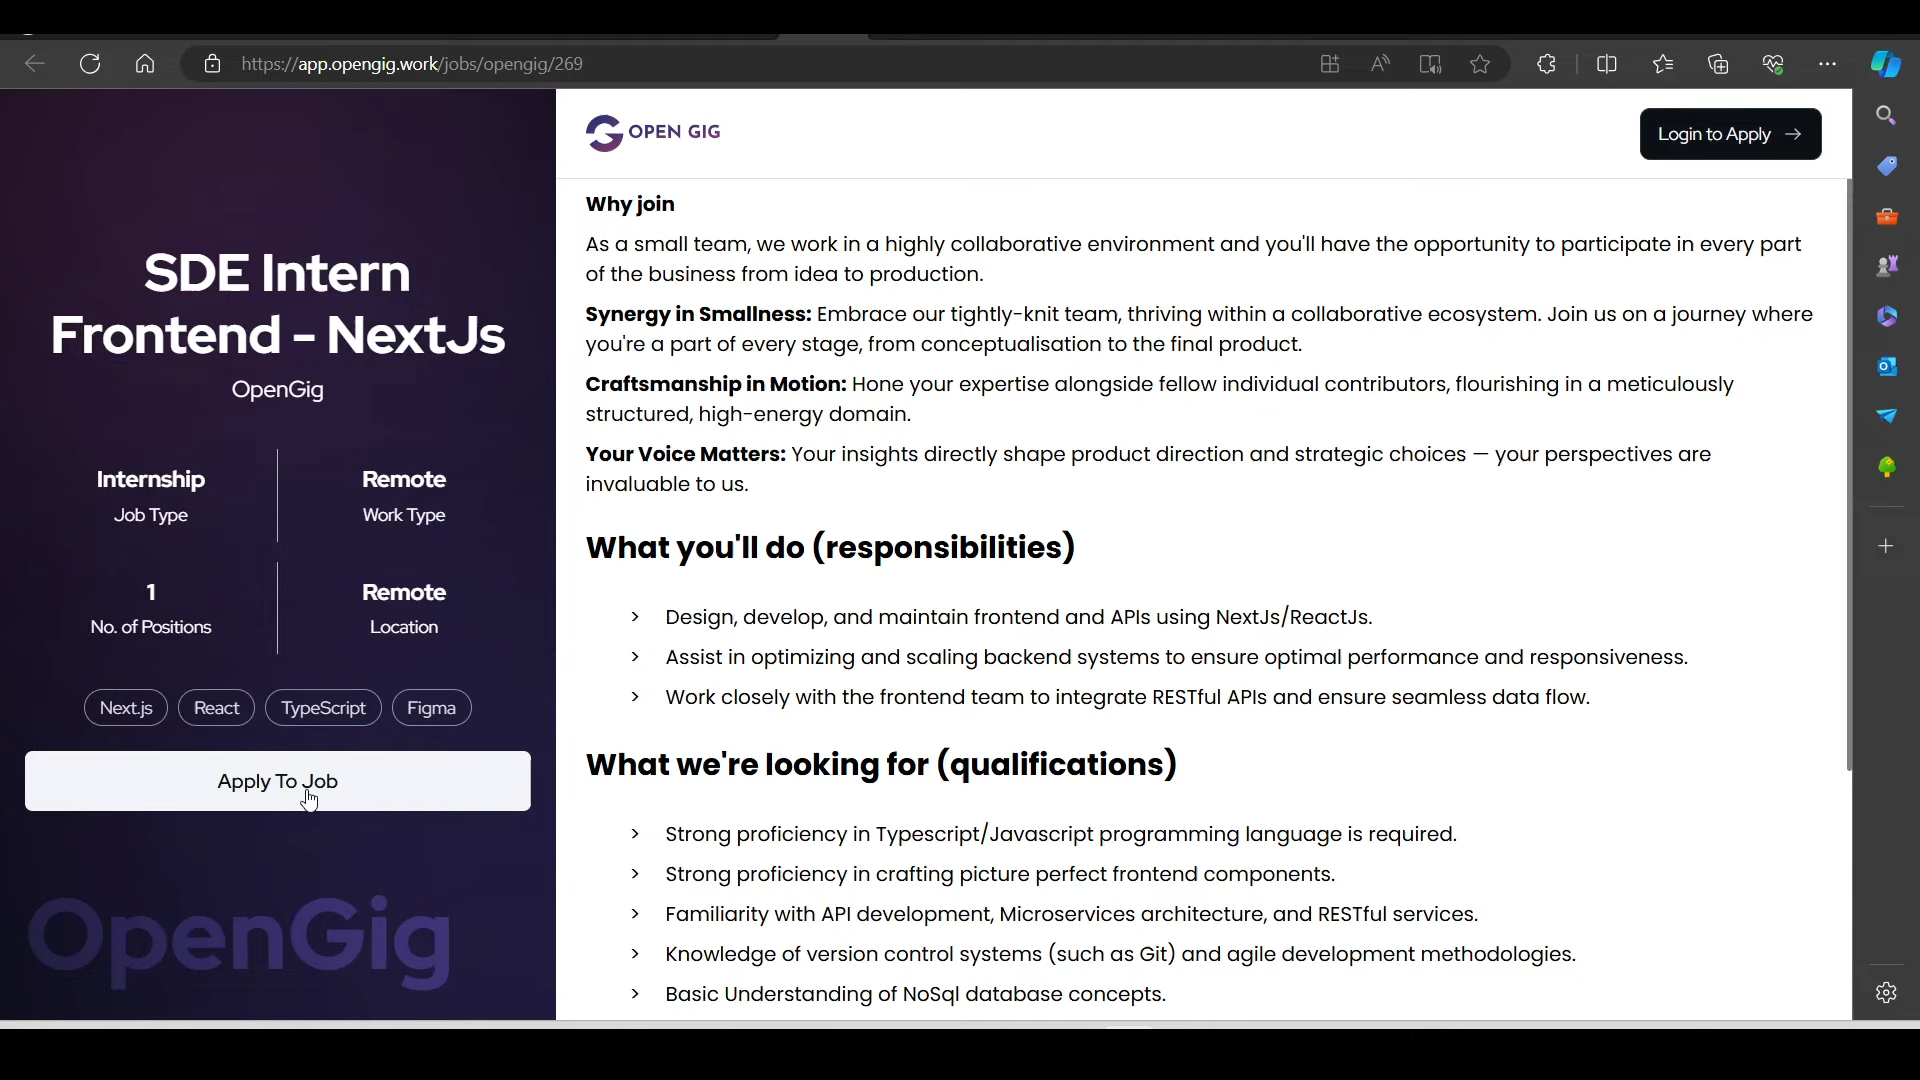 https://app.opengig.work/jobs/opengig/269
SDE Intern
Frontend - NextJs
OpenGig
Internship
Job Type
Remote
Work Type
1
No. of Positions
Remote
Location
Next.js
React
TypeScript
Figma
Apply To Job
OpenGig
OPEN GIG
Login to Apply →
Why join
As a small team, we work in a highly collaborative environment and you'll have the opportunity to participate in every part
of the business from idea to production.
Synergy in Smallness: Embrace our tightly-knit team, thriving within a collaborative ecosystem. Join us on a journey where
you're a part of every stage, from conceptualisation to the final product.
Craftsmanship in Motion: Hone your expertise alongside fellow individual contributors, flourishing in a meticulously
structured, high-energy domain.
Your Voice Matters: Your insights directly shape product direction and strategic choices — your perspectives are
invaluable to us.
What you'll do (responsibilities)
> Design, develop, and maintain frontend and APIs using NextJs/ReactJs.
> Assist in optimizing and scaling backend systems to ensure optimal performance and responsiveness.
> Work closely with the frontend team to integrate RESTful APIs and ensure seamless data flow.
What we're looking for (qualifications)
> Strong proficiency in Typescript/Javascript programming language is required.
> Strong proficiency in crafting picture perfect frontend components.
> Familiarity with API development, Microservices architecture, and RESTful services.
> Knowledge of version control systems (such as Git) and agile development methodologies.
> Basic Understanding of NoSql database concepts.